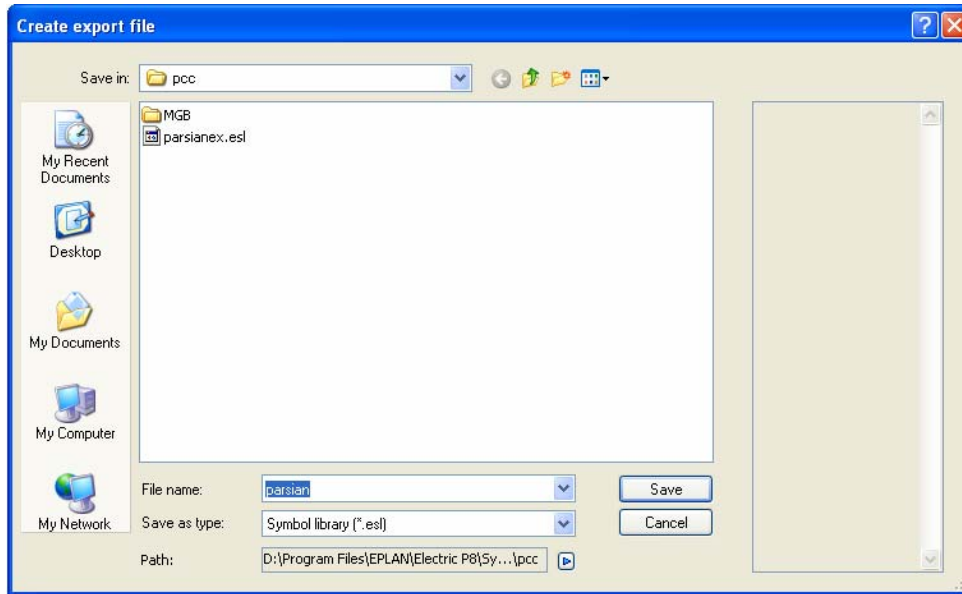 Create export file
Save in: pcc
MGB
parsianex.esl
My Recent
Documents
Desktop
My Documents
My Computer
My Network
File name: parsian Save
Save as type: Symbol library (*.esl) Cancel
Path: D:\Program Files\EPLAN\Electric P8\Sy...\pcc